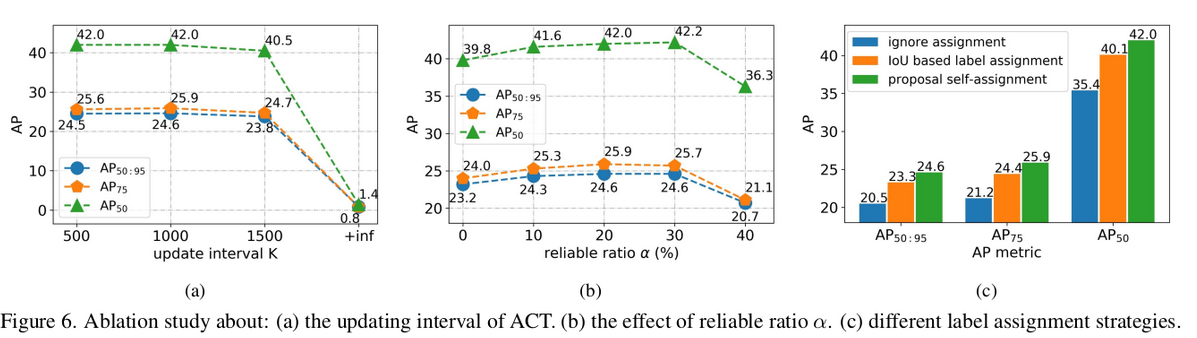 AP
40
30
20
10
0
42.0
42.0
40.5
25.6
25.9
24.7
24.5
24.6
23.8
1.4
0.8
AP50:95
AP75
AP50
500
1000
1500
+inf
update interval K
(a)
AP
40
35
30
25
20
39.8
41.6
42.0
42.2
36.3
AP50:95
AP75
AP50
24.0
25.3
25.9
25.7
21.1
23.2
24.3
24.6
24.6
20.7
0
10
20
30
40
reliable ratio α (%)
(b)
AP
40
35
30
25
20
ignore assignment
IoU based label assignment
proposal self-assignment
20.5
23.3
24.6
21.2
24.4
25.9
35.4
40.1
42.0
AP50:95
AP75
AP50
AP metric
(c)
Figure 6. Ablation study about: (a) the updating interval of ACT. (b) the effect of reliable ratio α. (c) different label assignment strategies.